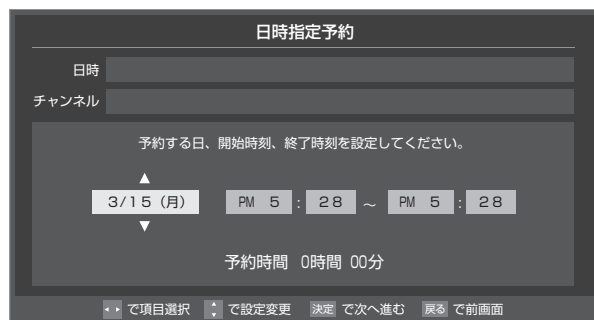 日時指定予約
日時
チャンネル
予約する日、開始時刻、終了時刻を設定してください。
▲
3/15（月） PM 5 : 28 ～ PM 5 : 28
▼
予約時間 0時間 00分
で項目選択 で設定変更 決定 で次へ進む 戻る で前画面